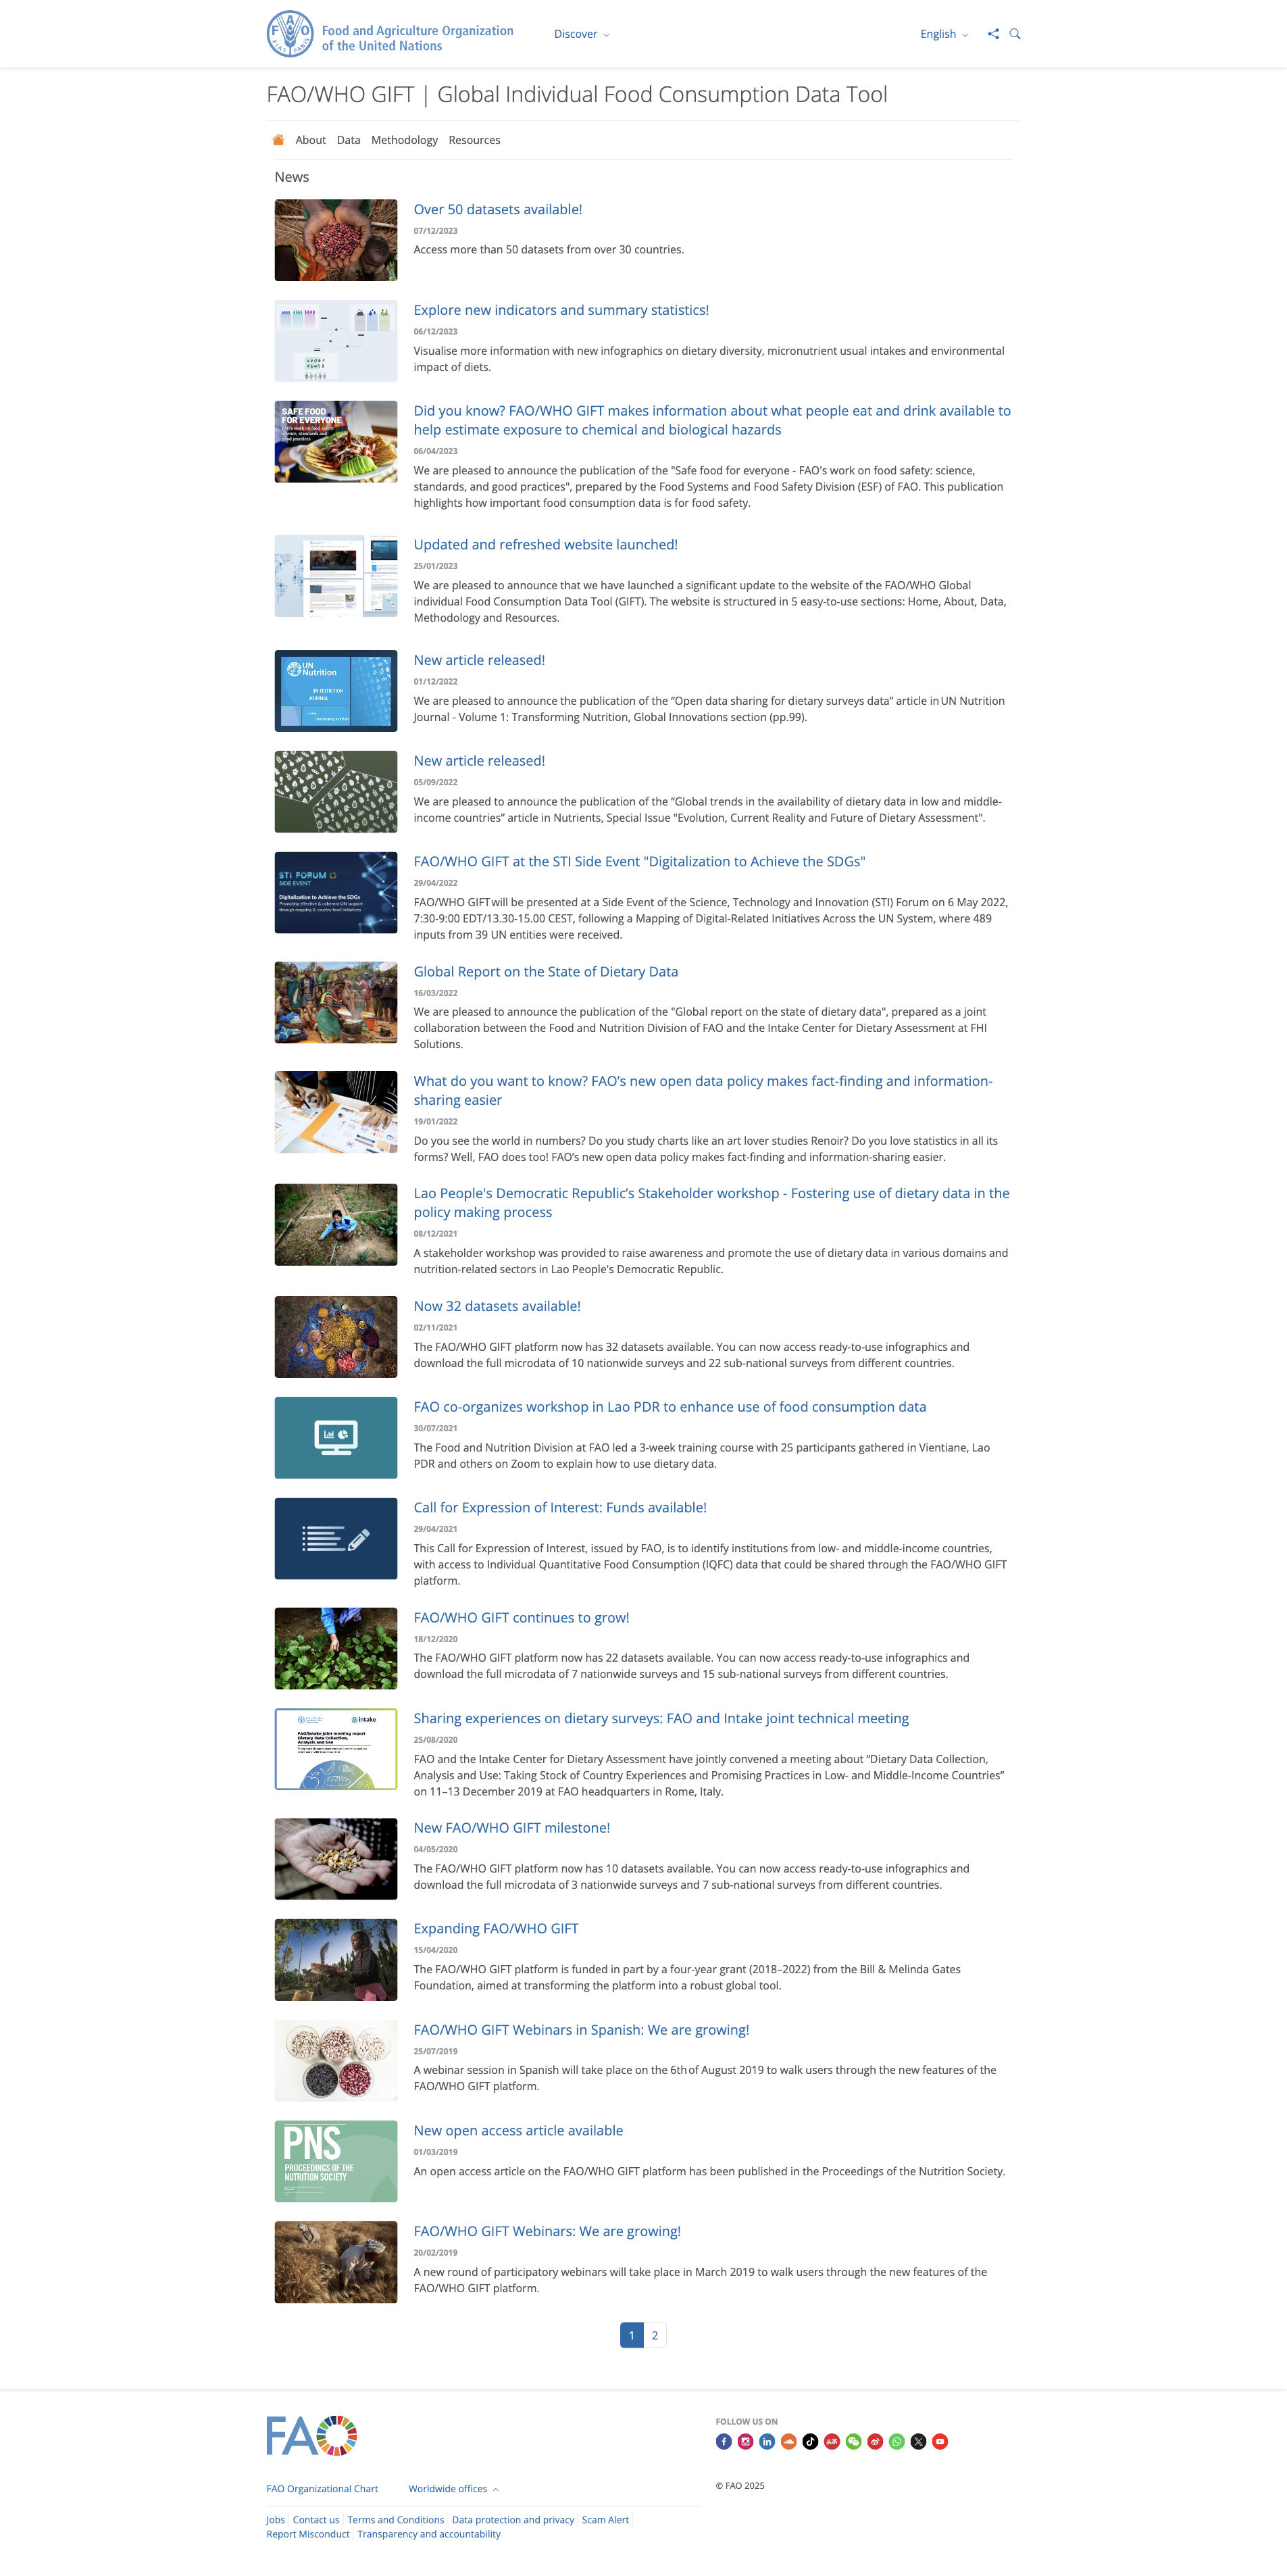 Food and Agriculture Organization
of the United Nations
Discover
English
FAO/WHO GIFT | Global Individual Food Consumption Data Tool
About Data Methodology Resources
News
Over 50 datasets available!
07/12/2023
Access more than 50 datasets from over 30 countries.
Explore new indicators and summary statistics!
06/12/2023
Visualise more information with new infographics on dietary diversity, micronutrient usual intakes and environmental
impact of diets.
SAFE FOOD
FOR EVERYONE
Did you know? FAO/WHO GIFT makes information about what people eat and drink available to
help estimate exposure to chemical and biological hazards
06/04/2023
We are pleased to announce the publication of the "Safe food for everyone - FAO's work on food safety: science,
standards, and good practices", prepared by the Food Systems and Food Safety Division (ESF) of FAO. This publication
highlights how important food consumption data is for food safety.
Updated and refreshed website launched!
25/01/2023
We are pleased to announce that we have launched a significant update to the website of the FAO/WHO Global
individual Food Consumption Data Tool (GIFT). The website is structured in 5 easy-to-use sections: Home, About, Data,
Methodology and Resources.
UN
Nutrition
UN-NUTRITION
JOURNAL
New article released!
01/12/2022
We are pleased to announce the publication of the “Open data sharing for dietary surveys data” article in UN Nutrition
Journal - Volume 1: Transforming Nutrition, Global Innovations section (pp.99).
New article released!
05/09/2022
We are pleased to announce the publication of the “Global trends in the availability of dietary data in low and middle-
income countries” article in Nutrients, Special Issue "Evolution, Current Reality and Future of Dietary Assessment".
STI FORUM
SIDE EVENT
Digitalization to Achieve the SDGs
Promoting effective & coherent UN support
through mapping & country level initiatives
FAO/WHO GIFT at the STI Side Event "Digitalization to Achieve the SDGs"
29/04/2022
FAO/WHO GIFT will be presented at a Side Event of the Science, Technology and Innovation (STI) Forum on 6 May 2022,
7:30-9:00 EDT/13.30-15.00 CEST, following a Mapping of Digital-Related Initiatives Across the UN System, where 489
inputs from 39 UN entities were received.
Global Report on the State of Dietary Data
16/03/2022
We are pleased to announce the publication of the "Global report on the state of dietary data", prepared as a joint
collaboration between the Food and Nutrition Division of FAO and the Intake Center for Dietary Assessment at FHI
Solutions.
What do you want to know? FAO’s new open data policy makes fact-finding and information-
sharing easier
19/01/2022
Do you see the world in numbers? Do you study charts like an art lover studies Renoir? Do you love statistics in all its
forms? Well, FAO does too! FAO’s new open data policy makes fact-finding and information-sharing easier.
Lao People's Democratic Republic’s Stakeholder workshop - Fostering use of dietary data in the
policy making process
08/12/2021
A stakeholder workshop was provided to raise awareness and promote the use of dietary data in various domains and
nutrition-related sectors in Lao People's Democratic Republic.
Now 32 datasets available!
02/11/2021
The FAO/WHO GIFT platform now has 32 datasets available. You can now access ready-to-use infographics and
download the full microdata of 10 nationwide surveys and 22 sub-national surveys from different countries.
FAO co-organizes workshop in Lao PDR to enhance use of food consumption data
30/07/2021
The Food and Nutrition Division at FAO led a 3-week training course with 25 participants gathered in Vientiane, Lao
PDR and others on Zoom to explain how to use dietary data.
Call for Expression of Interest: Funds available!
29/04/2021
This Call for Expression of Interest, issued by FAO, is to identify institutions from low- and middle-income countries,
with access to Individual Quantitative Food Consumption (IQFC) data that could be shared through the FAO/WHO GIFT
platform.
FAO/WHO GIFT continues to grow!
18/12/2020
The FAO/WHO GIFT platform now has 22 datasets available. You can now access ready-to-use infographics and
download the full microdata of 7 nationwide surveys and 15 sub-national surveys from different countries.
intake
FAO/Intake joint meeting report
Dietary Data Collection,
Analysis and Use
Sharing experiences on dietary surveys: FAO and Intake joint technical meeting
25/08/2020
FAO and the Intake Center for Dietary Assessment have jointly convened a meeting about “Dietary Data Collection,
Analysis and Use: Taking Stock of Country Experiences and Promising Practices in Low- and Middle-Income Countries”
on 11–13 December 2019 at FAO headquarters in Rome, Italy.
New FAO/WHO GIFT milestone!
04/05/2020
The FAO/WHO GIFT platform now has 10 datasets available. You can now access ready-to-use infographics and
download the full microdata of 3 nationwide surveys and 7 sub-national surveys from different countries.
Expanding FAO/WHO GIFT
15/04/2020
The FAO/WHO GIFT platform is funded in part by a four-year grant (2018–2022) from the Bill & Melinda Gates
Foundation, aimed at transforming the platform into a robust global tool.
FAO/WHO GIFT Webinars in Spanish: We are growing!
25/07/2019
A webinar session in Spanish will take place on the 6th of August 2019 to walk users through the new features of the
FAO/WHO GIFT platform.
PNS
PROCEEDINGS OF THE
NUTRITION SOCIETY
New open access article available
01/03/2019
An open access article on the FAO/WHO GIFT platform has been published in the Proceedings of the Nutrition Society.
FAO/WHO GIFT Webinars: We are growing!
20/02/2019
A new round of participatory webinars will take place in March 2019 to walk users through the new features of the
FAO/WHO GIFT platform.
1 2
FAO
FOLLOW US ON
FAO Organizational Chart Worldwide offices
© FAO 2025
Jobs Contact us Terms and Conditions Data protection and privacy Scam Alert
Report Misconduct Transparency and accountability